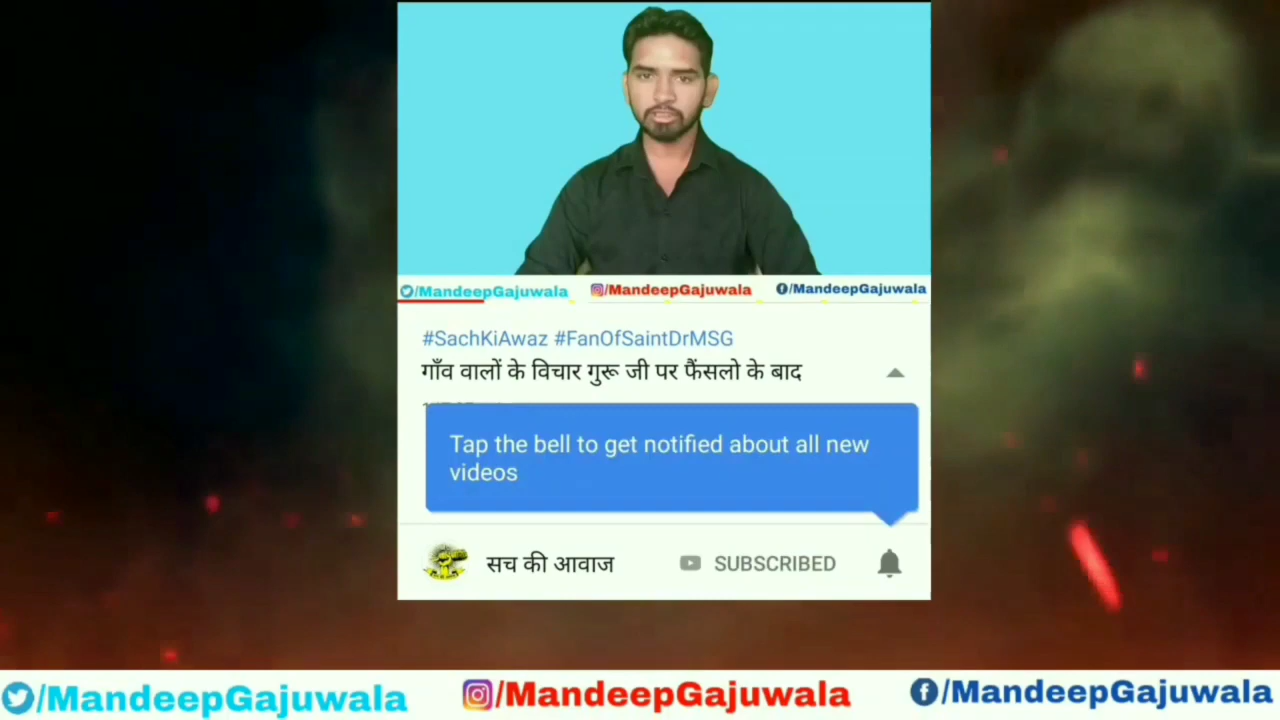 /MandeepGajuwala /MandeepGajuwala /MandeepGajuwala
#SachKiAwaz #FanOfSaintDrMSG
गाँव वालों के विचार गुरू जी पर फैंसलो के बाद
Tap the bell to get notified about all new
videos
सच की आवाज SUBSCRIBED
/MandeepGajuwala /MandeepGajuwala /MandeepGajuwala